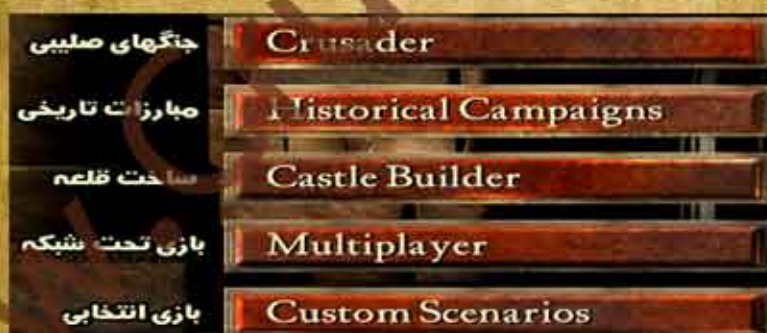 جنگهای صلیبی Crusader
مبارزات تاریخی Historical Campaigns
ساخت قلعه Castle Builder
بازی تحت شبکه Multiplayer
بازی انتخابی Custom Scenarios